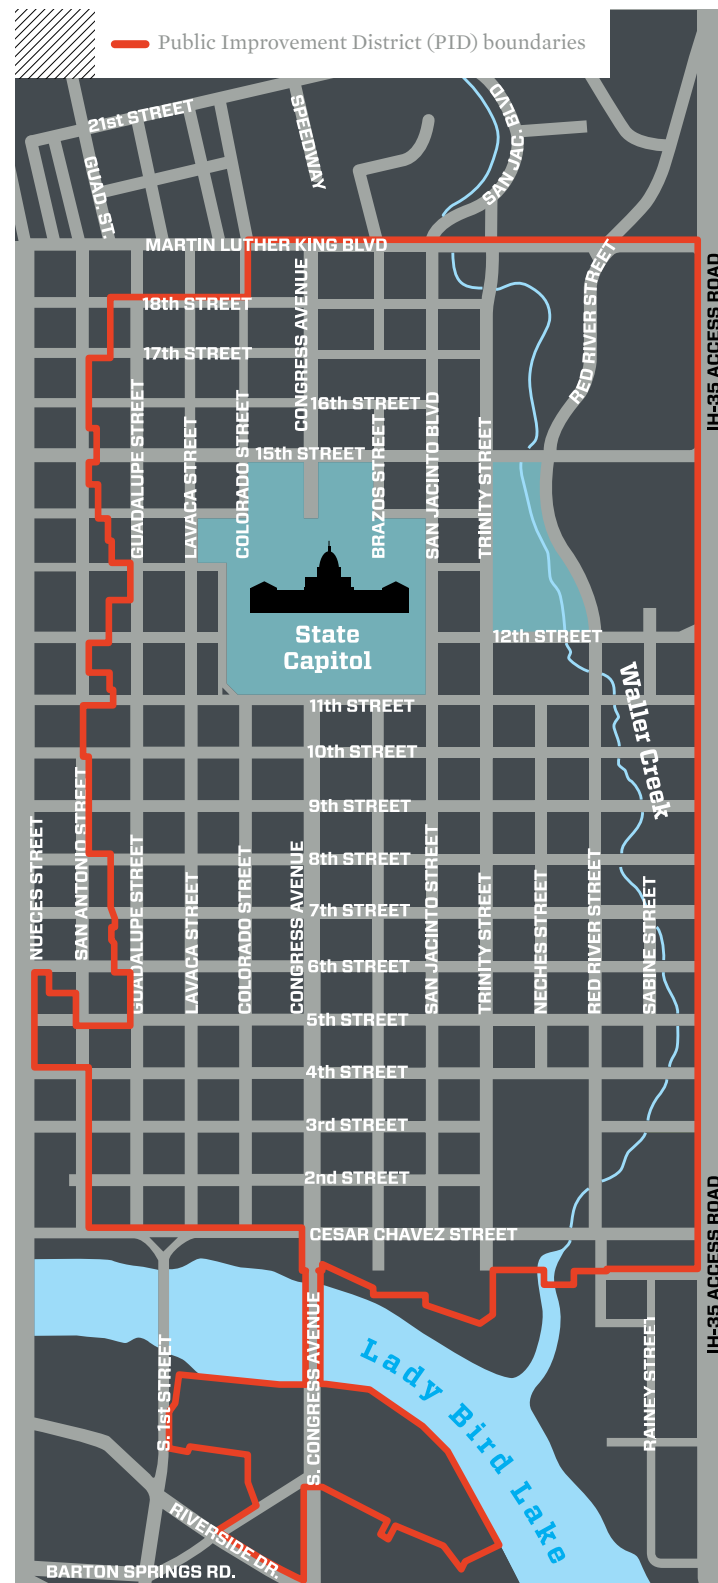 Public Improvement District (PID) boundaries
21st STREET
SPEEDWAY
SAN JAC. BLVD
GUAD. ST.
MARTIN LUTHER KING BLVD
IH-35 ACCESS ROAD
CONGRESS AVENUE
RED RIVER STREET
18th STREET
17th STREET
16th STREET
GUADALUPE STREET
LAVACA STREET
COLORADO STREET
15th STREET
BRAZOS STREET
SAN JACINTO BLVD
TRINITY STREET
State
Capitol
12th STREET
Waller Creek
11th STREET
10th STREET
9th STREET
NUECES STREET
SAN ANTONIO STREET
GUADALUPE STREET
LAVACA STREET
COLORADO STREET
CONGRESS AVENUE
8th STREET
SAN JACINTO STREET
TRINITY STREET
NECHES STREET
RED RIVER STREET
SABINE STREET
7th STREET
6th STREET
5th STREET
4th STREET
3rd STREET
2nd STREET
CESAR CHAVEZ STREET
IH-35 ACCESS ROAD
S. 1st STREET
S. CONGRESS AVENUE
Lady Bird Lake
RAINEY STREET
RIVERSIDE DR.
BARTON SPRINGS RD.